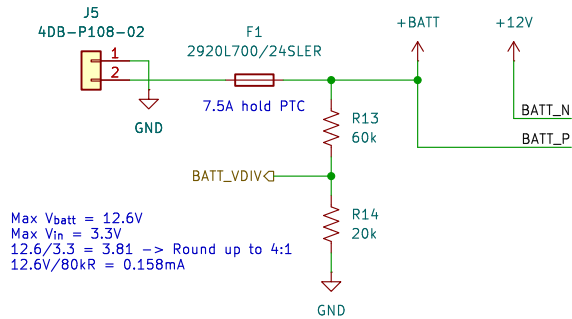 J5
4DB-P108-02
1
2
GND
F1
2920L700/24SLER
7.5A hold PTC
+BATT
+12V
BATT_N
BATT_P
R13
60k
BATT_VDIV
R14
20k
GND
Max Vbatt = 12.6V
Max Vin = 3.3V
12.6/3.3 = 3.81 -> Round up to 4:1
12.6V/80kR = 0.158mA